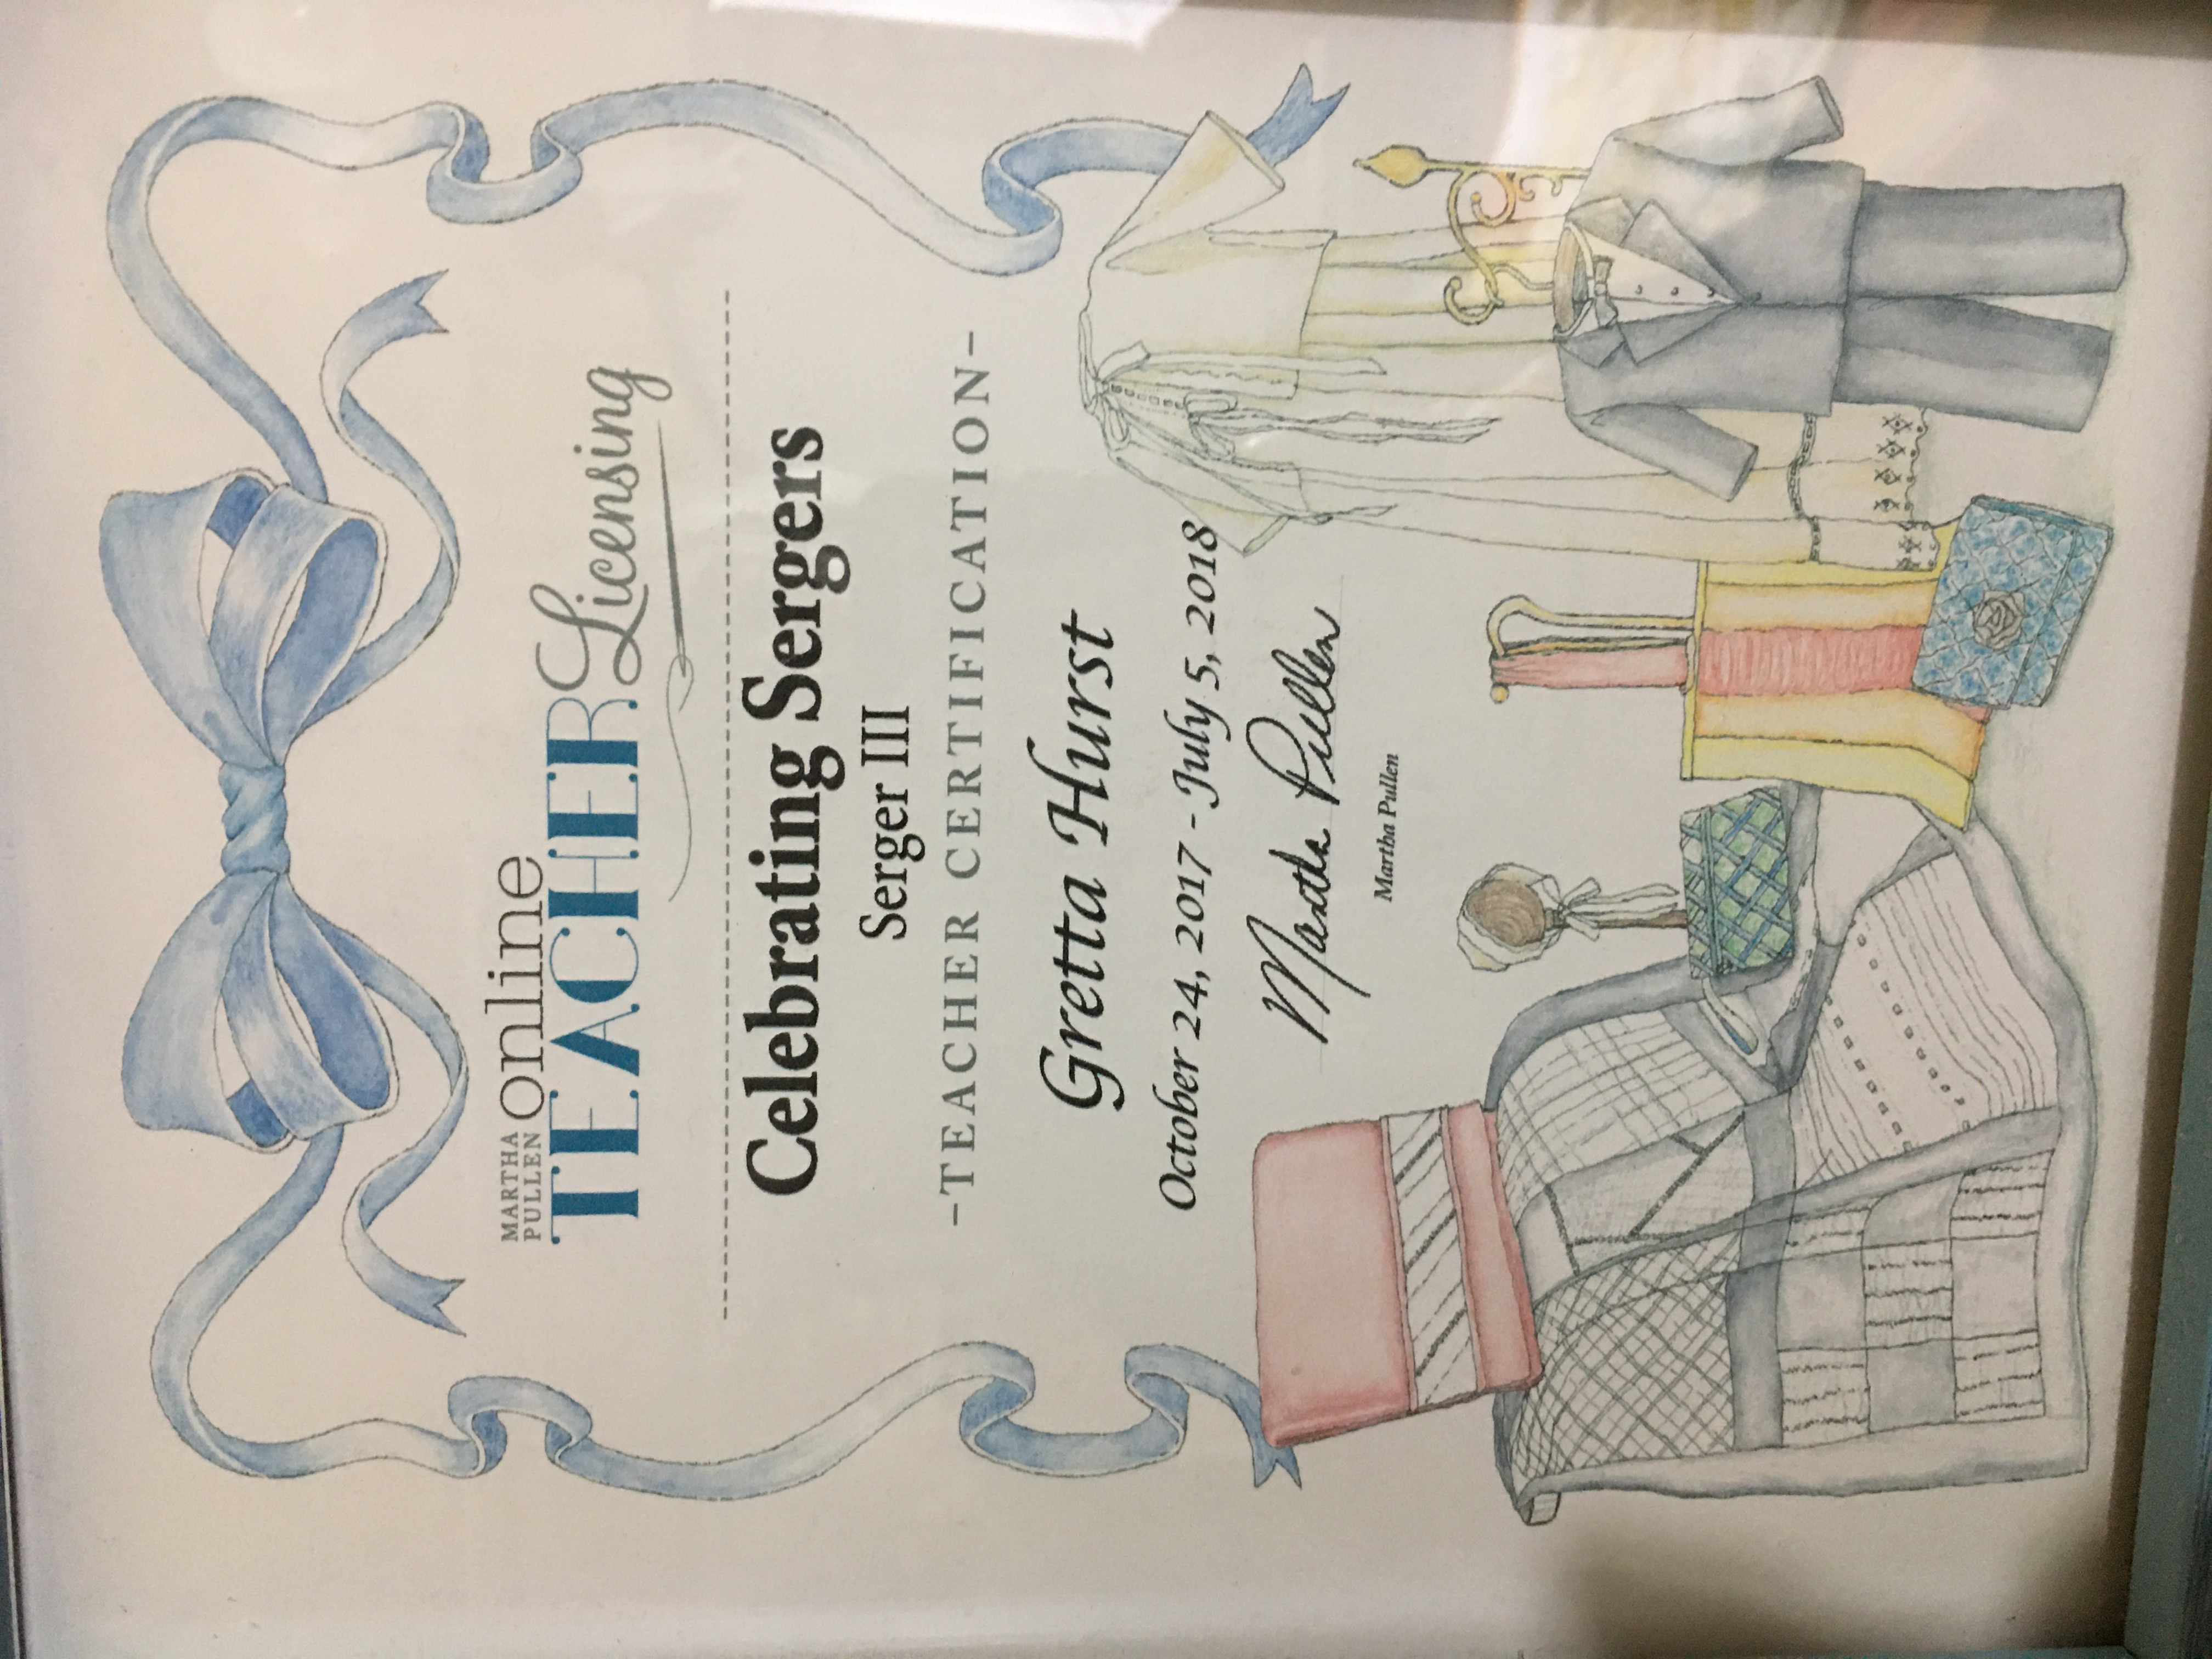 MARTHA
PULLEN online
TEACHER Licensing
Celebrating Sergers
Serger III
-TEACHER CERTIFICATION-
Gretta Hurst
October 24, 2017 - July 5, 2018
Martha Pullen
Martha Pullen